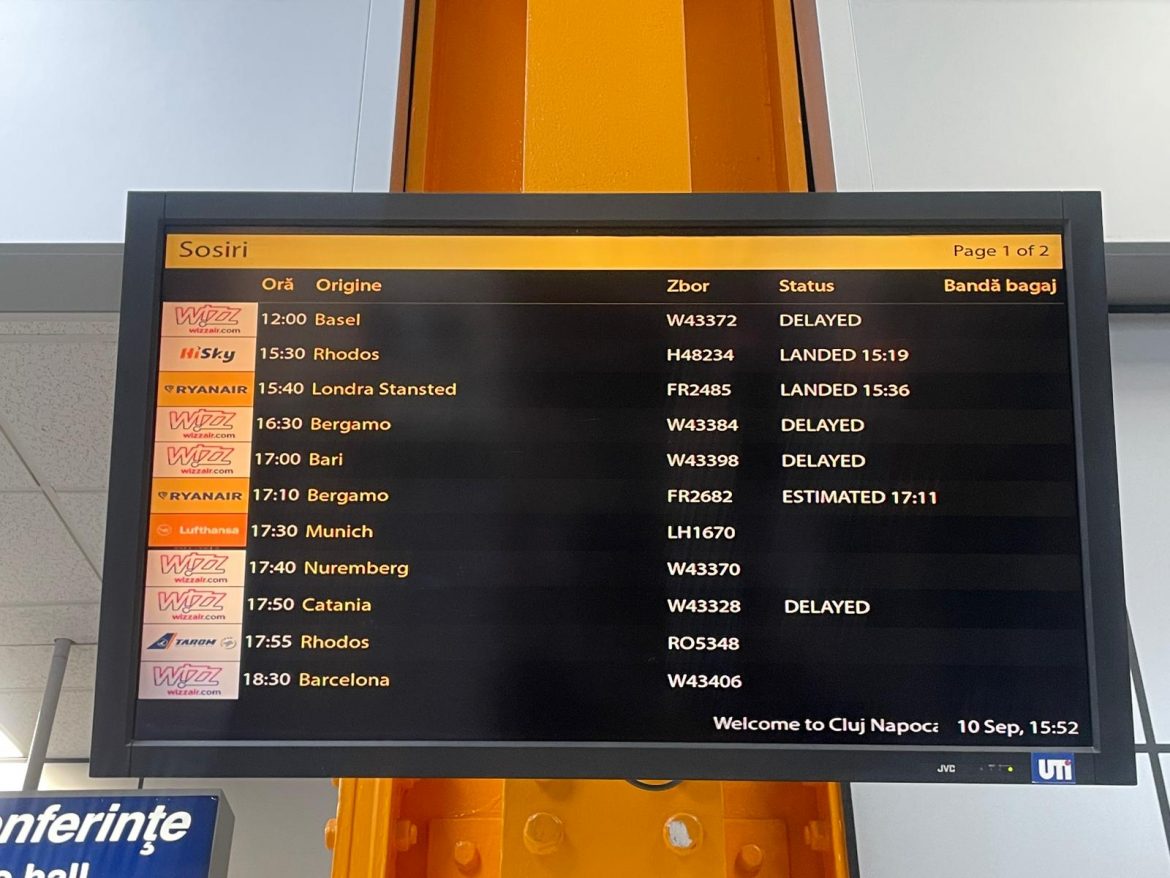 Sosiri Page 1 of 2
Oră Origine Zbor Status Bandă bagaj
WIZZ wizzair.com 12:00 Basel W43372 DELAYED
HiSky 15:30 Rhodos H48234 LANDED 15:19
RYANAIR 15:40 Londra Stansted FR2485 LANDED 15:36
WIZZ wizzair.com 16:30 Bergamo W43384 DELAYED
WIZZ wizzair.com 17:00 Bari W43398 DELAYED
RYANAIR 17:10 Bergamo FR2682 ESTIMATED 17:11
Lufthansa 17:30 Munich LH1670
WIZZ wizzair.com 17:40 Nuremberg W43370
WIZZ wizzair.com 17:50 Catania W43328 DELAYED
TAROM 17:55 Rhodos RO5348
WIZZ wizzair.com 18:30 Barcelona W43406
Welcome to Cluj Napoca 10 Sep, 15:52
JVC UTi
nferințe
hall